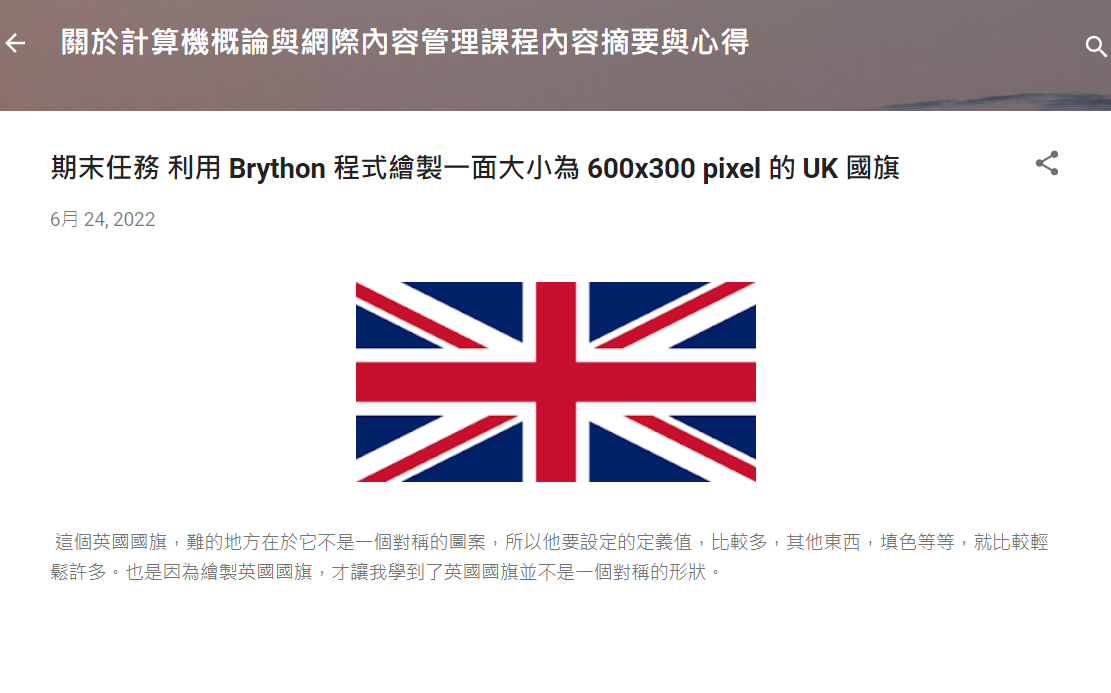 關於計算機概論與網際內容管理課程內容摘要與心得
期末任務 利用 Brython 程式繪製一面大小為 600x300 pixel 的 UK 國旗
6月 24, 2022
這個英國國旗，難的地方在於它不是一個對稱的圖案，所以他要設定的定義值，比較多，其他東西，填色等等，就比較輕
鬆許多。也是因為繪製英國國旗，才讓我學到了英國國旗並不是一個對稱的形狀。